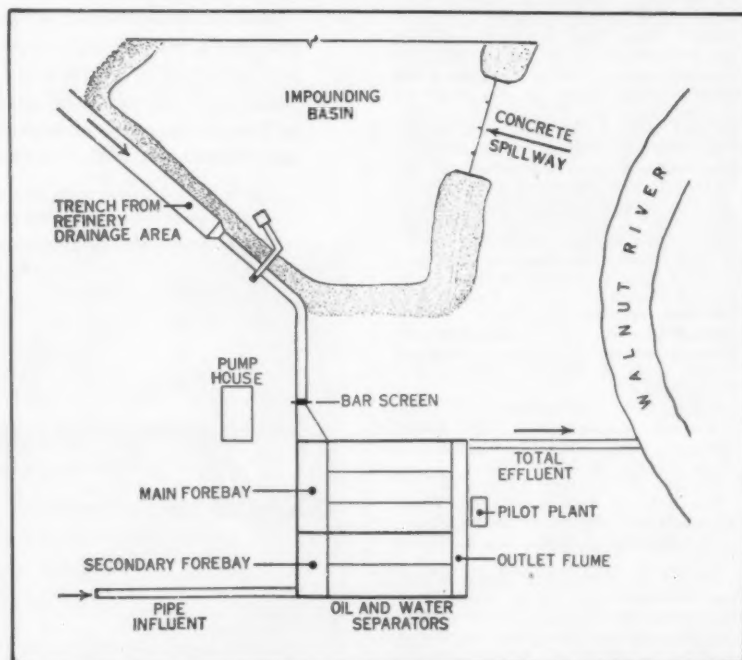 IMPOUNDING
BASIN
CONCRETE
SPILLWAY
TRENCH FROM
REFINERY
DRAINAGE AREA
WALNUT RIVER
PUMP
HOUSE
BAR SCREEN
TOTAL
EFFLUENT
MAIN FOREBAY
PILOT PLANT
SECONDARY FOREBAY
OUTLET FLUME
PIPE
INFLUENT
OIL AND WATER
SEPARATORS